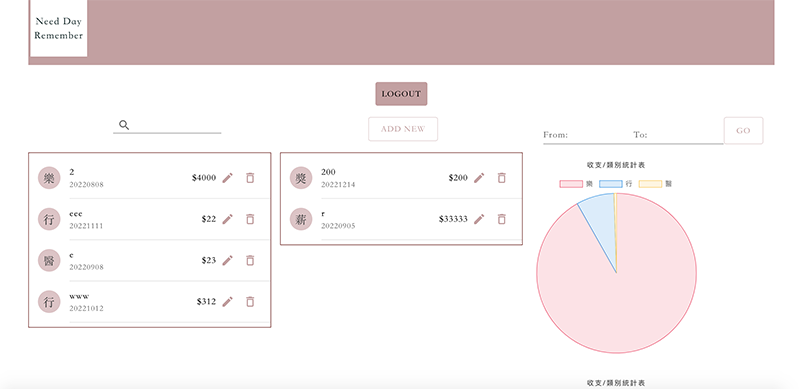 Need Day
Remember
LOGOUT
ADD NEW
From:
To:
GO
樂
2
20220808
$4000
行
eee
20221111
$22
醫
e
20220908
$23
行
www
20221012
$312
獎
200
20221214
$200
薪
r
20220905
$33333
收支/類別統計表
樂
行
醫
收支/類別統計表